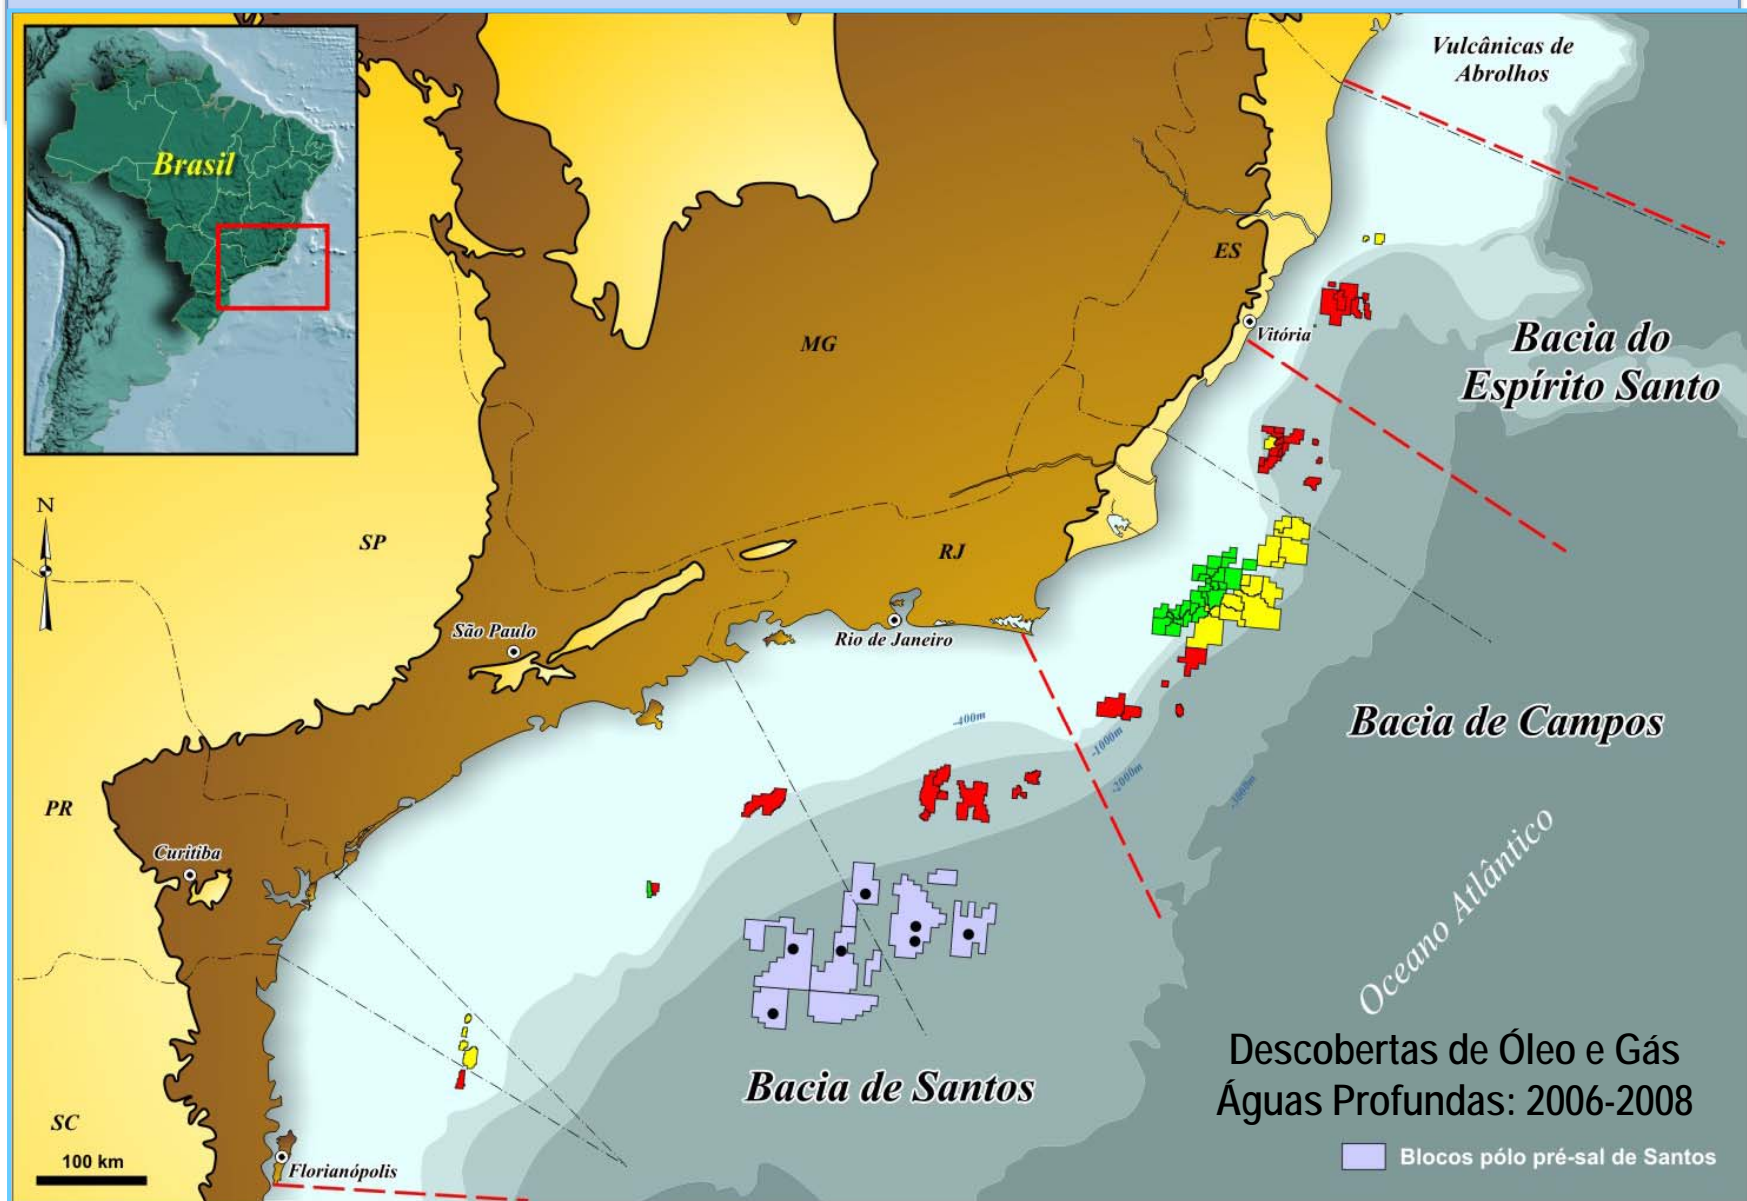 Vulcânicas de
Abrolhos
Brasil
ES
Vitória
MG
Bacia do
Espírito Santo
N
SP
RJ
São Paulo
Rio de Janeiro
Bacia de Campos
-400m
-1000m
-2000m
-3000m
PR
Curitiba
Oceano Atlântico
Descobertas de Óleo e Gás
Águas Profundas: 2006-2008
Bacia de Santos
SC
100 km
Florianópolis
Blocos pólo pré-sal de Santos